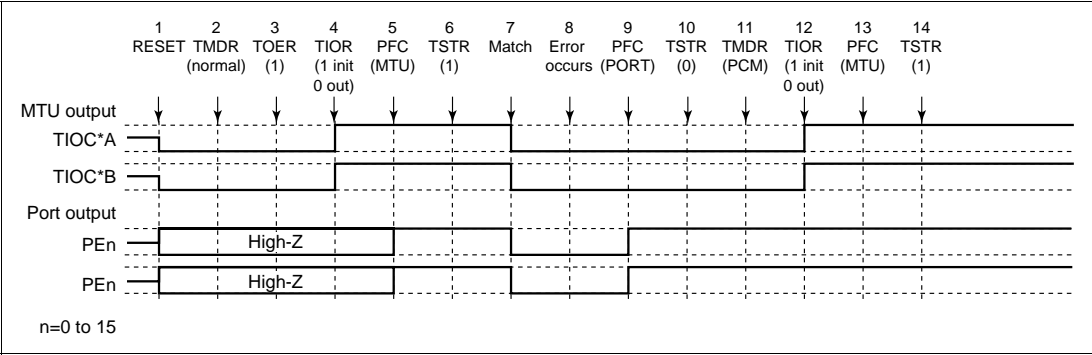 1 2 3 4 5 6 7 8 9 10 11 12 13 14
RESET TMDR TOER TIOR PFC TSTR Match Error PFC TSTR TMDR TIOR PFC TSTR
(normal) (1) (1 init (MTU) (1) occurs (PORT) (0) (PCM) (1 init (MTU) (1)
0 out) 0 out)
MTU output
TIOC*A
TIOC*B
Port output
PEn High-Z
PEn High-Z
n=0 to 15